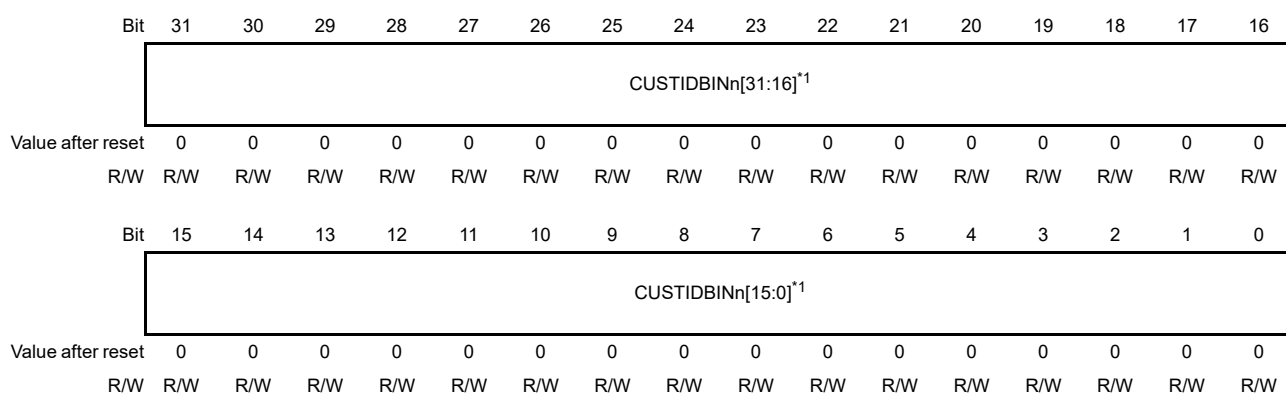 Bit 31 30 29 28 27 26 25 24 23 22 21 20 19 18 17 16
CUSTIDBINn[31:16]*1
Value after reset 0 0 0 0 0 0 0 0 0 0 0 0 0 0 0 0
R/W R/W R/W R/W R/W R/W R/W R/W R/W R/W R/W R/W R/W R/W R/W R/W R/W
Bit 15 14 13 12 11 10 9 8 7 6 5 4 3 2 1 0
CUSTIDBINn[15:0]*1
Value after reset 0 0 0 0 0 0 0 0 0 0 0 0 0 0 0 0
R/W R/W R/W R/W R/W R/W R/W R/W R/W R/W R/W R/W R/W R/W R/W R/W R/W